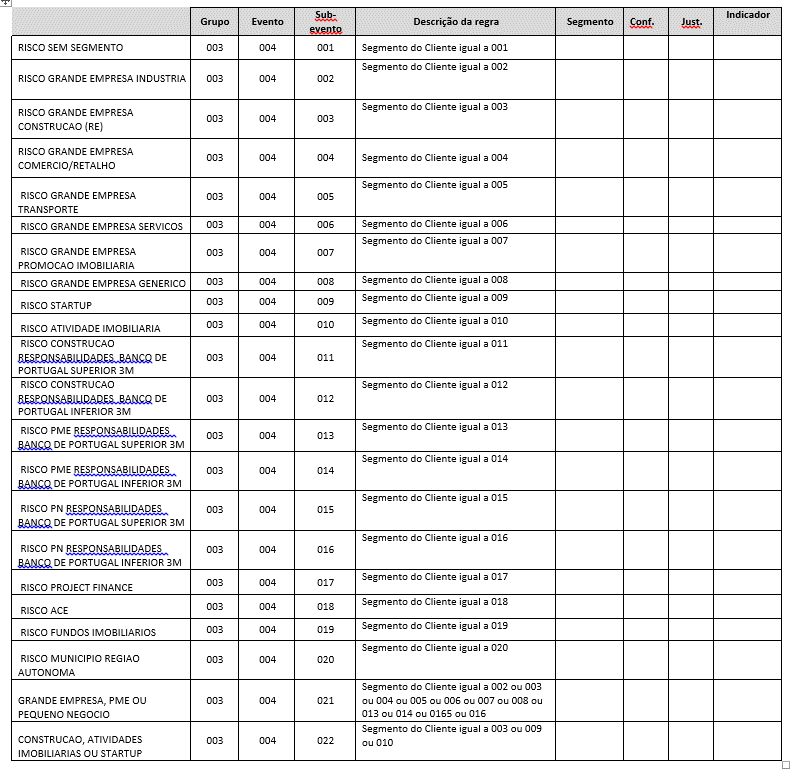 Grupo Evento Sub-evento Descrição da regra Segmento Conf. Just. Indicador
RISCO SEM SEGMENTO 003 004 001 Segmento do Cliente igual a 001
RISCO GRANDE EMPRESA INDUSTRIA 003 004 002 Segmento do Cliente igual a 002
RISCO GRANDE EMPRESA
CONSTRUCAO (RE) 003 004 003 Segmento do Cliente igual a 003
RISCO GRANDE EMPRESA
COMERCIO/RETALHO 003 004 004 Segmento do Cliente igual a 004
RISCO GRANDE EMPRESA
TRANSPORTE 003 004 005 Segmento do Cliente igual a 005
RISCO GRANDE EMPRESA SERVICOS 003 004 006 Segmento do Cliente igual a 006
RISCO GRANDE EMPRESA
PROMOCAO IMOBILIARIA 003 004 007 Segmento do Cliente igual a 007
RISCO GRANDE EMPRESA GENERICO 003 004 008 Segmento do Cliente igual a 008
RISCO STARTUP 003 004 009 Segmento do Cliente igual a 009
RISCO ATIVIDADE IMOBILIARIA 003 004 010 Segmento do Cliente igual a 010
RISCO CONSTRUCAO
RESPONSABILIDADES BANCO DE
PORTUGAL SUPERIOR 3M 003 004 011 Segmento do Cliente igual a 011
RISCO CONSTRUCAO
RESPONSABILIDADES BANCO DE
PORTUGAL INFERIOR 3M 003 004 012 Segmento do Cliente igual a 012
RISCO PME RESPONSABILIDADES
BANCO DE PORTUGAL SUPERIOR 3M 003 004 013 Segmento do Cliente igual a 013
RISCO PME RESPONSABILIDADES
BANCO DE PORTUGAL INFERIOR 3M 003 004 014 Segmento do Cliente igual a 014
RISCO PN RESPONSABILIDADES
BANCO DE PORTUGAL SUPERIOR 3M 003 004 015 Segmento do Cliente igual a 015
RISCO PN RESPONSABILIDADES
BANCO DE PORTUGAL INFERIOR 3M 003 004 016 Segmento do Cliente igual a 016
RISCO PROJECT FINANCE 003 004 017 Segmento do Cliente igual a 017
RISCO ACE 003 004 018 Segmento do Cliente igual a 018
RISCO FUNDOS IMOBILIARIOS 003 004 019 Segmento do Cliente igual a 019
RISCO MUNICIPIO REGIAO
AUTONOMA 003 004 020 Segmento do Cliente igual a 020
GRANDE EMPRESA, PME OU
PEQUENO NEGOCIO 003 004 021 Segmento do Cliente igual a 002 ou 003
ou 004 ou 005 ou 006 ou 007 ou 008 ou
013 ou 014 ou 0165 ou 016
CONSTRUCAO, ATIVIDADES
IMOBILIARIAS OU STARTUP 003 004 022 Segmento do Cliente igual a 003 ou 009
ou 010